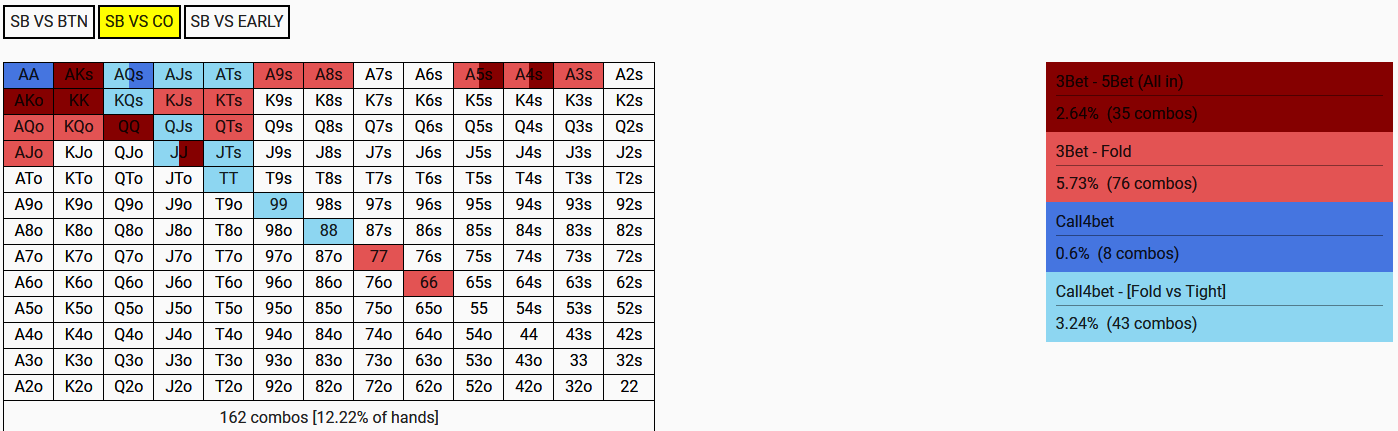 SB VS BTN SB VS CO SB VS EARLY
AA AKs AQs AJs ATs A9s A8s A7s A6s A5s A4s A3s A2s
AKo KK KQs KJs KTs K9s K8s K7s K6s K5s K4s K3s K2s
AQo KQo QQ QJs QTs Q9s Q8s Q7s Q6s Q5s Q4s Q3s Q2s
AJo KJo QJo JJ JTs J9s J8s J7s J6s J5s J4s J3s J2s
ATo KTo QTo JTo TT T9s T8s T7s T6s T5s T4s T3s T2s
A9o K9o Q9o J9o T9o 99 98s 97s 96s 95s 94s 93s 92s
A8o K8o Q8o J8o T8o 98o 88 87s 86s 85s 84s 83s 82s
A7o K7o Q7o J7o T7o 97o 87o 77 76s 75s 74s 73s 72s
A6o K6o Q6o J6o T6o 96o 86o 76o 66 65s 64s 63s 62s
A5o K5o Q5o J5o T5o 95o 85o 75o 65o 55 54s 53s 52s
A4o K4o Q4o J4o T4o 94o 84o 74o 64o 54o 44 43s 42s
A3o K3o Q3o J3o T3o 93o 83o 73o 63o 53o 43o 33 32s
A2o K2o Q2o J2o T2o 92o 82o 72o 62o 52o 42o 32o 22
162 combos [12.22% of hands]
3Bet - 5Bet (All in)
2.64% (35 combos)
3Bet - Fold
5.73% (76 combos)
Call4bet
0.6% (8 combos)
Call4bet - [Fold vs Tight]
3.24% (43 combos)